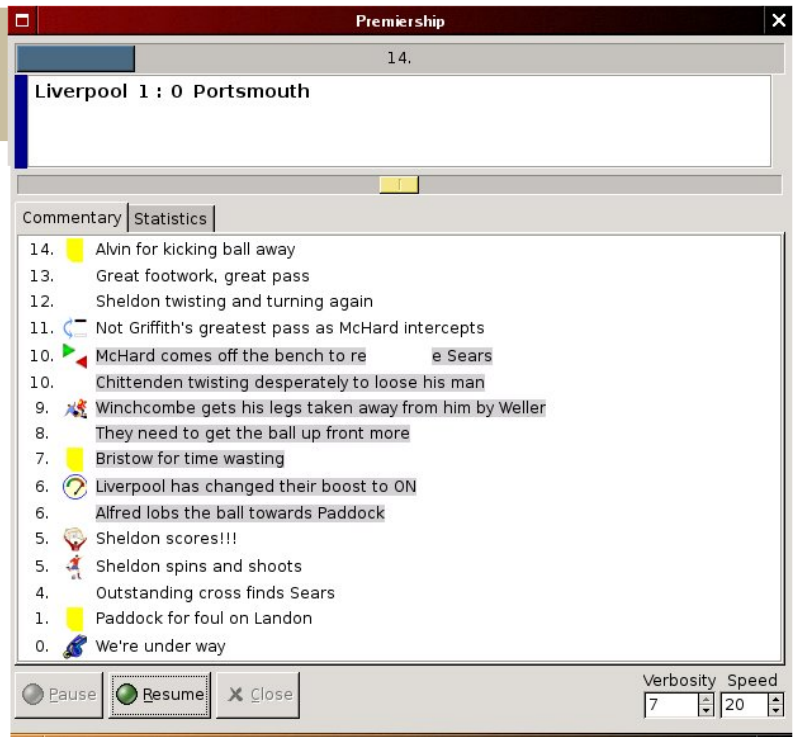 Premiership
14.
Liverpool 1 : 0 Portsmouth
Commentary Statistics
14. Alvin for kicking ball away
13. Great footwork, great pass
12. Sheldon twisting and turning again
11. Not Griffith's greatest pass as McHard intercepts
10. McHard comes off the bench to re e Sears
10. Chittenden twisting desperately to loose his man
9. Winchcombe gets his legs taken away from him by Weller
8. They need to get the ball up front more
7. Bristow for time wasting
6. Liverpool has changed their boost to ON
6. Alfred lobs the ball towards Paddock
5. Sheldon scores!!!
5. Sheldon spins and shoots
4. Outstanding cross finds Sears
1. Paddock for foul on Landon
0. We're under way
Verbosity Speed
Pause Resume Close 7 20